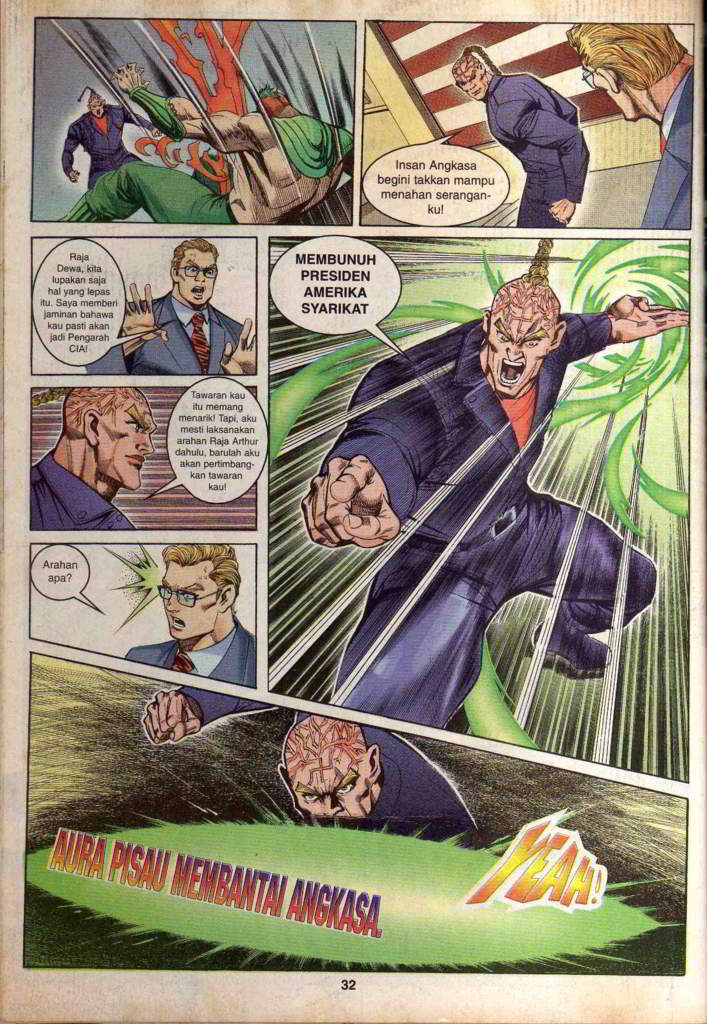 Insan Angkasa
begini takkan mampu
menahan serangan-
ku!
Raja
Dewa, kita
lupakan saja
hal yang lepas
itu. Saya memberi
jaminan bahawa
kau pasti akan
jadi Pengarah
CIA!
Tawaran kau
itu memang
menarik! Tapi, aku
mesti laksanakan
arahan Raja Arthur
dahulu, barulah aku
akan pertimbang-
kan tawaran
kau!
Arahan
apa?
MEMBUNUH
PRESIDEN
AMERIKA
SYARIKAT
AURA PISAU MEMBANTAI ANGKASA.
YEAH!
32